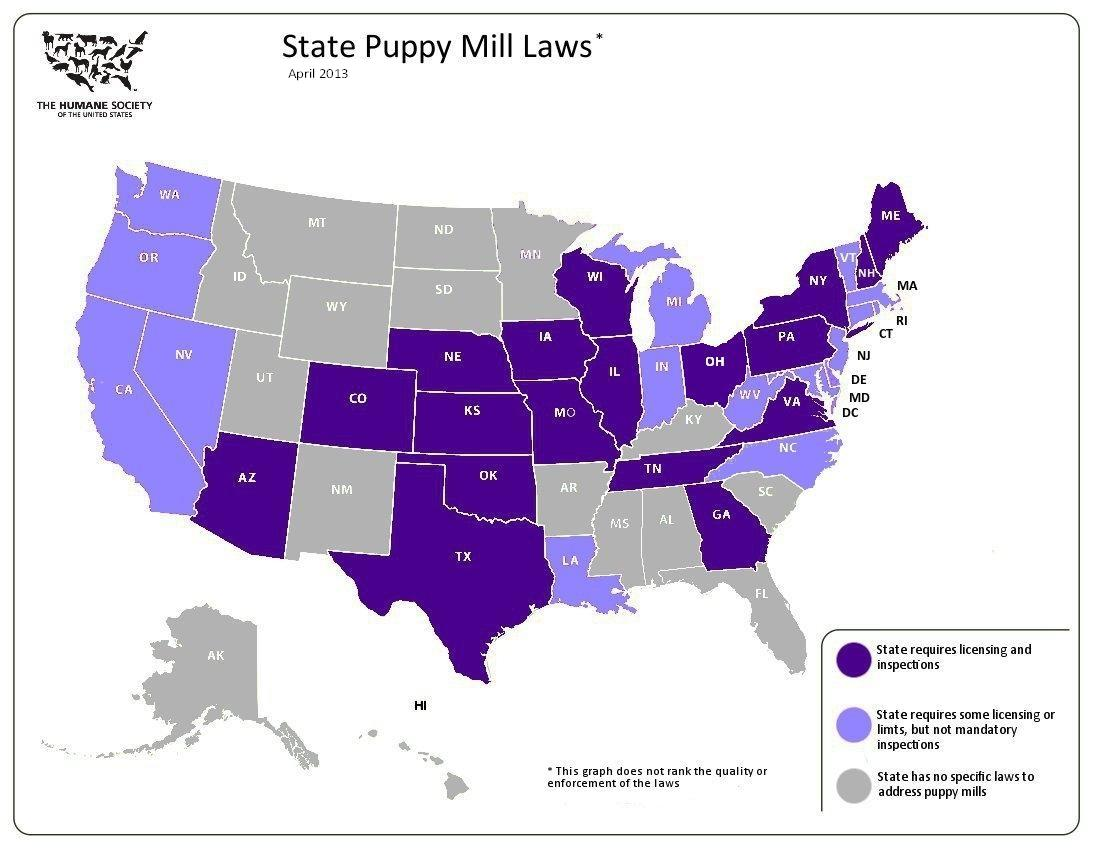 State Puppy Mill Laws*
April 2013
THE HUMANE SOCIETY
OF THE UNITED STATES
WA
MT
ND
MN
ME
OR
ID
SD
WI
VT
NH
NY
WY
MI
MA
RI
CT
NV
UT
NE
IA
PA
NJ
CA
CO
KS
MO
IL
IN
OH
WV
VA
DE
MD
DC
KY
NC
AZ
NM
OK
AR
TN
SC
MS
AL
GA
TX
LA
FL
AK
HI
State requires licensing and
inspections
State requires some licensing or
limts, but not mandatory
inspections
State has no specific laws to
address puppy mills
* This graph does not rank the quality or
enforcement of the laws